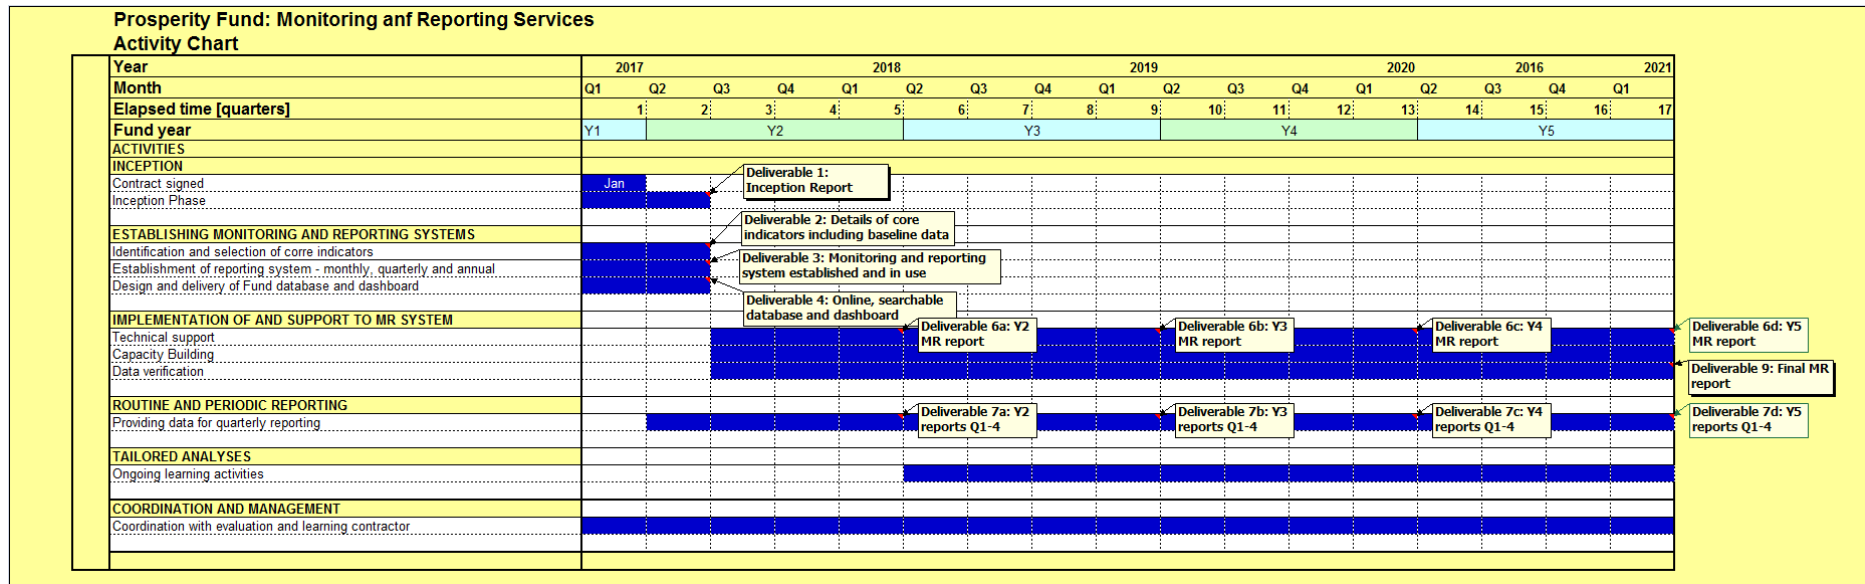 Prosperity Fund: Monitoring anf Reporting Services
Activity Chart
Year 2017 2018 2019 2020 2016 2021
Month Q1 Q2 Q3 Q4 Q1 Q2 Q3 Q4 Q1 Q2 Q3 Q4 Q1 Q2 Q3 Q4 Q1
Elapsed time [quarters] 1 2 3 4 5 6 7 8 9 10 11 12 13 14 15 16 17
Fund year Y1 Y2 Y3 Y4 Y5
ACTIVITIES
INCEPTION
Contract signed Jan
Deliverable 1:
Inception Report
Inception Phase
Deliverable 2: Details of core
indicators including baseline data
ESTABLISHING MONITORING AND REPORTING SYSTEMS
Identification and selection of corre indicators
Deliverable 3: Monitoring and reporting
system established and in use
Establishment of reporting system - monthly, quarterly and annual
Design and delivery of Fund database and dashboard
Deliverable 4: Online, searchable
database and dashboard
IMPLEMENTATION OF AND SUPPORT TO MR SYSTEM
Technical support
Deliverable 6a: Y2
MR report
Deliverable 6b: Y3
MR report
Deliverable 6c: Y4
MR report
Deliverable 6d: Y5
MR report
Capacity Building
Data verification
Deliverable 9: Final MR
report
ROUTINE AND PERIODIC REPORTING
Providing data for quarterly reporting
Deliverable 7a: Y2
reports Q1-4
Deliverable 7b: Y3
reports Q1-4
Deliverable 7c: Y4
reports Q1-4
Deliverable 7d: Y5
reports Q1-4
TAILORED ANALYSES
Ongoing learning activities
COORDINATION AND MANAGEMENT
Coordination with evaluation and learning contractor